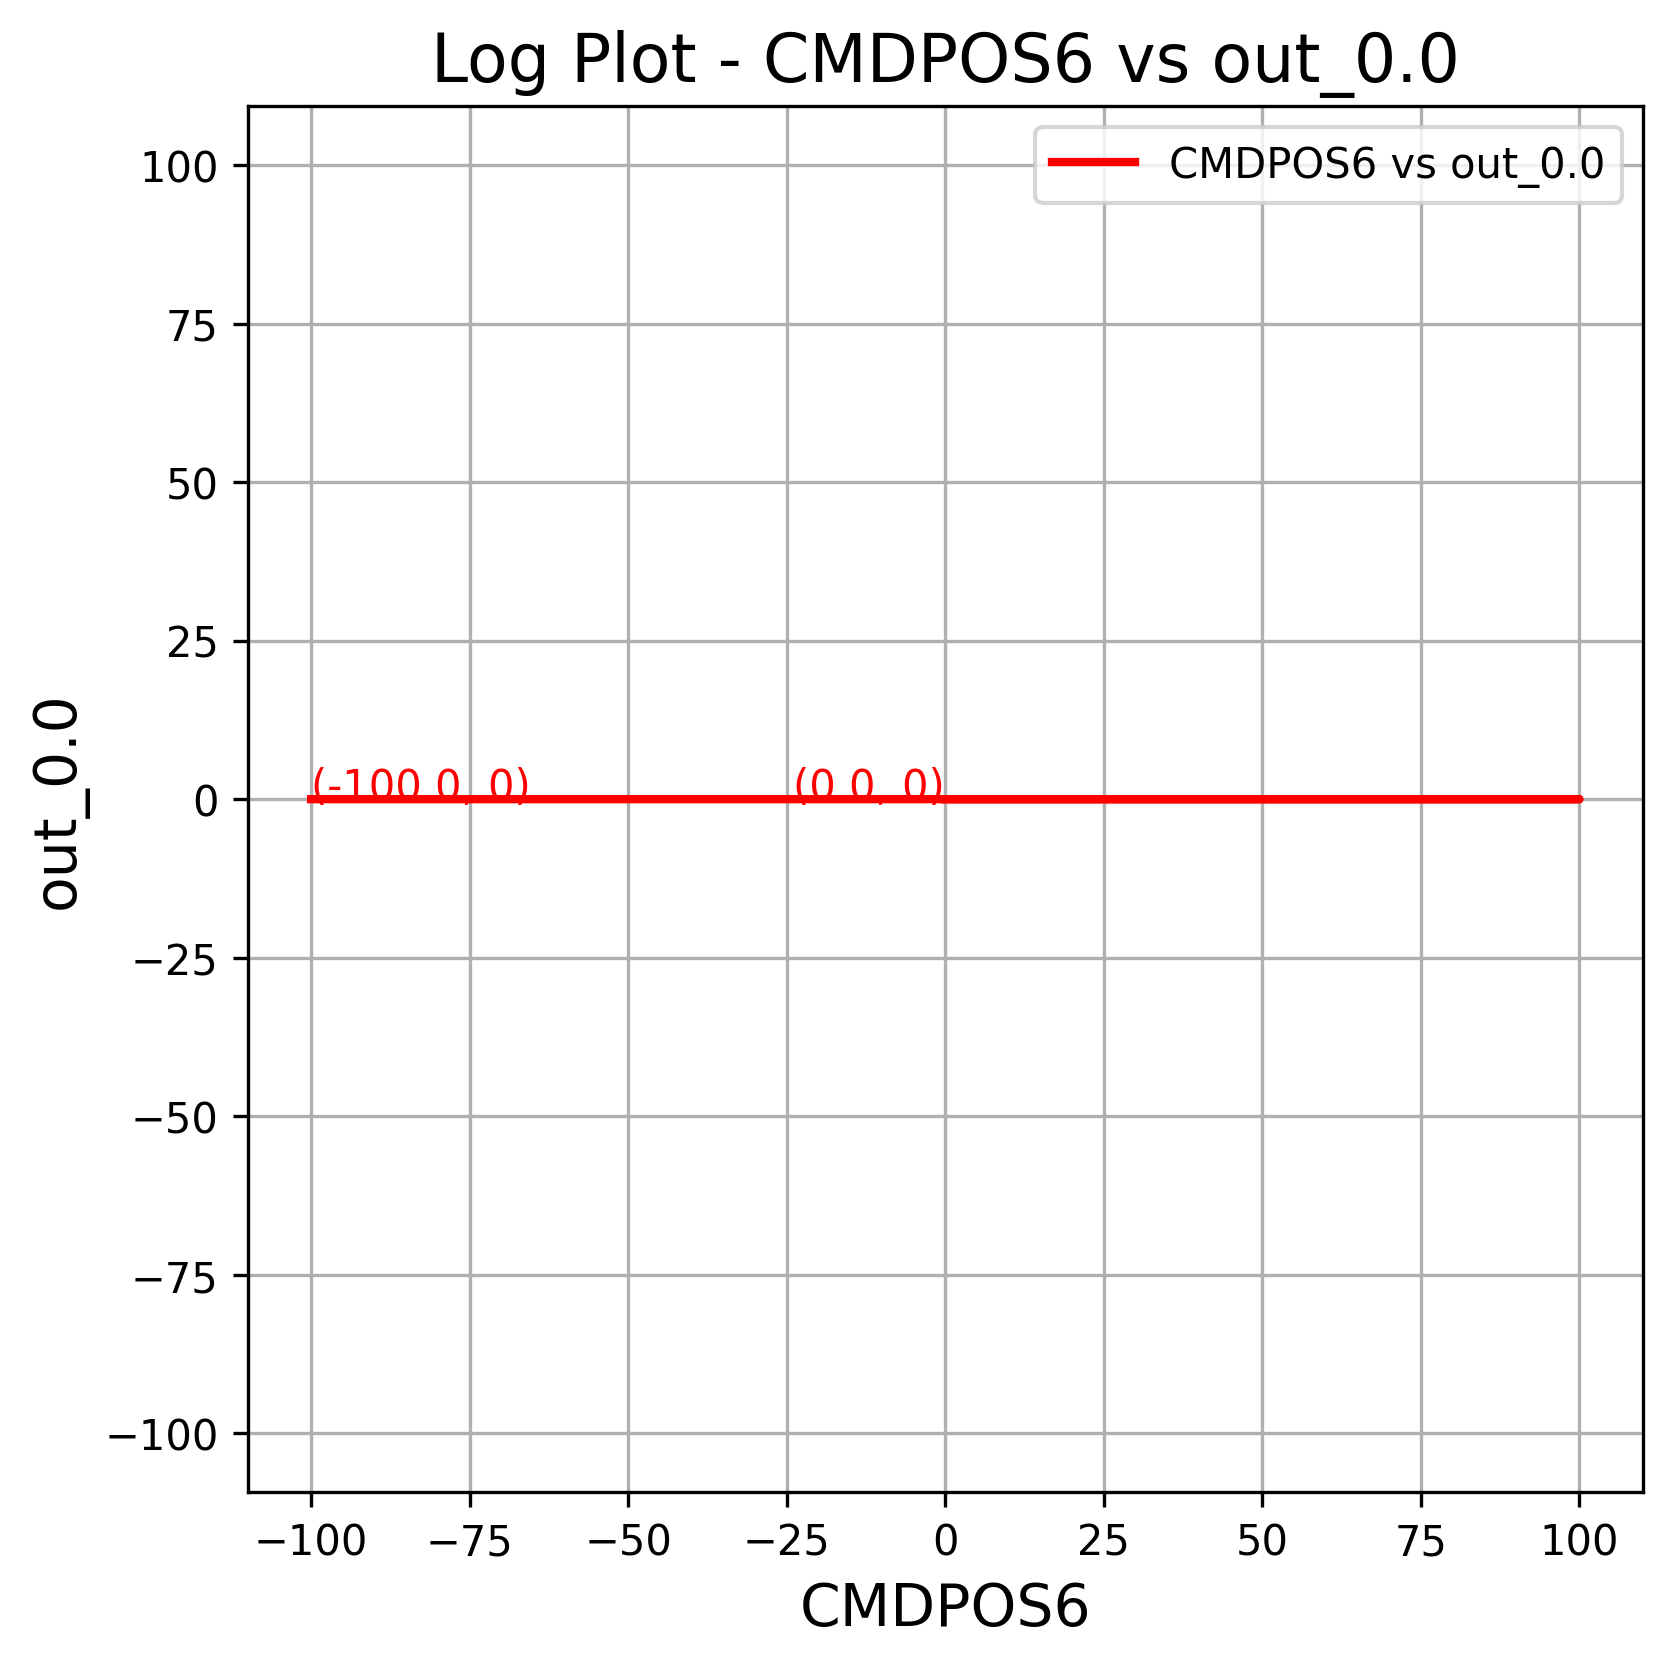 Log Plot - CMDPOS6 vs out_0.0
CMDPOS6 vs out_0.0
100
75
50
25
0
−25
−50
−75
−100
out_0.0
(-100.0, 0)
(0.0, 0)
−100 −75 −50 −25 0 25 50 75 100
CMDPOS6